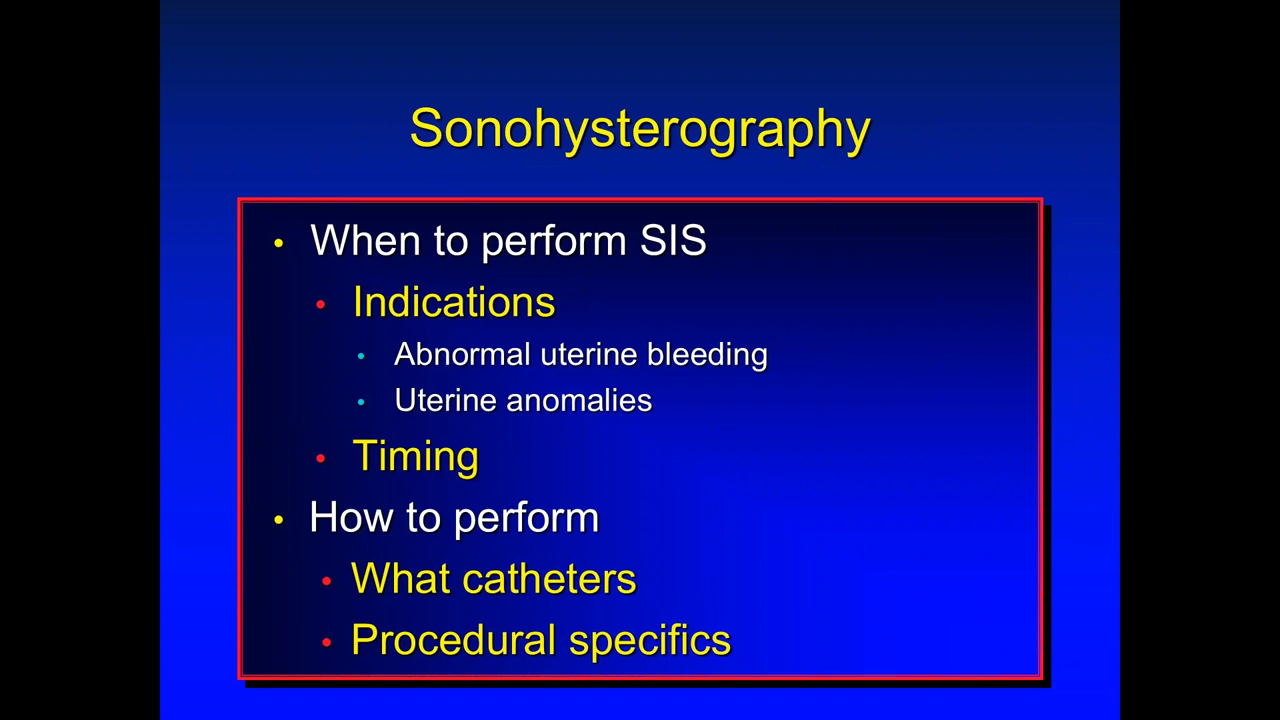 Sonohysterography
• When to perform SIS
• Indications
• Abnormal uterine bleeding
• Uterine anomalies
• Timing
• How to perform
• What catheters
• Procedural specifics